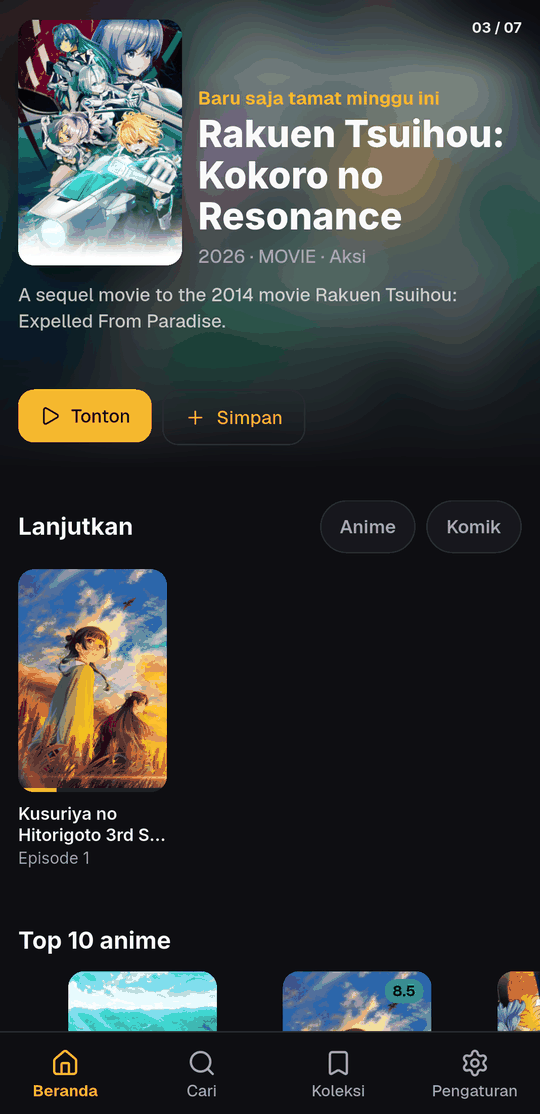 03 / 07
Baru saja tamat minggu ini
Rakuen Tsuihou:
Kokoro no
Resonance
2026 · MOVIE · Aksi
A sequel movie to the 2014 movie Rakuen Tsuihou:
Expelled From Paradise.
Tonton
Simpan
Lanjutkan
Anime
Komik
Kusuriya no
Hitorigoto 3rd S...
Episode 1
Top 10 anime
8.5
Beranda
Cari
Koleksi
Pengaturan